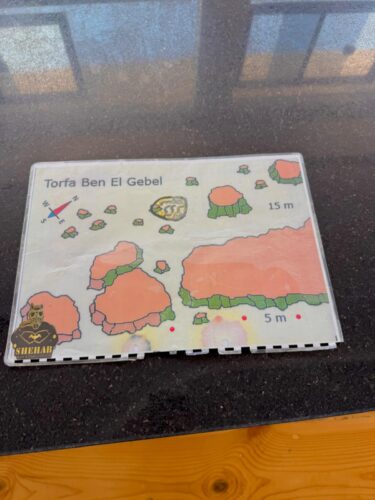 Torfa Ben El Gebel
N
W
E
S
15 m
5 m
SHEHAB